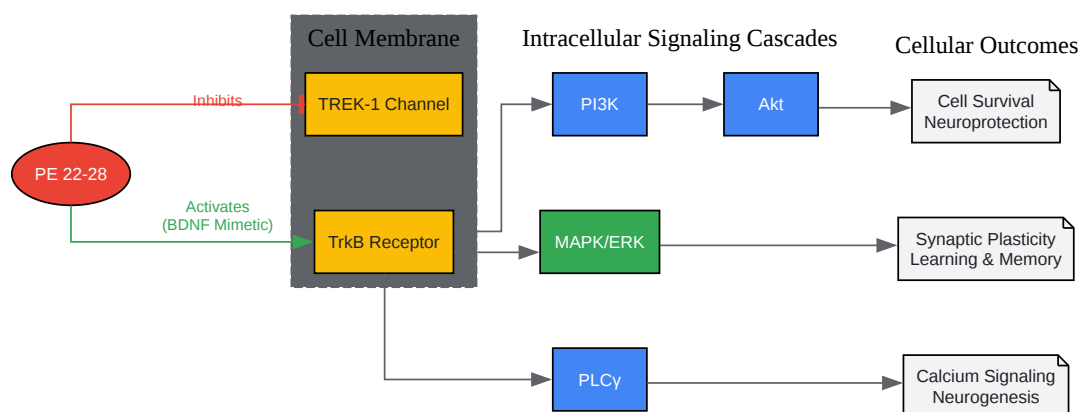 Cell Membrane
Intracellular Signaling Cascades
Cellular Outcomes
Inhibits
TREK-1 Channel
PI3K
Akt
Cell Survival
Neuroprotection
PE 22-28
Activates
(BDNF Mimetic)
TrkB Receptor
MAPK/ERK
Synaptic Plasticity
Learning & Memory
PLCγ
Calcium Signaling
Neurogenesis